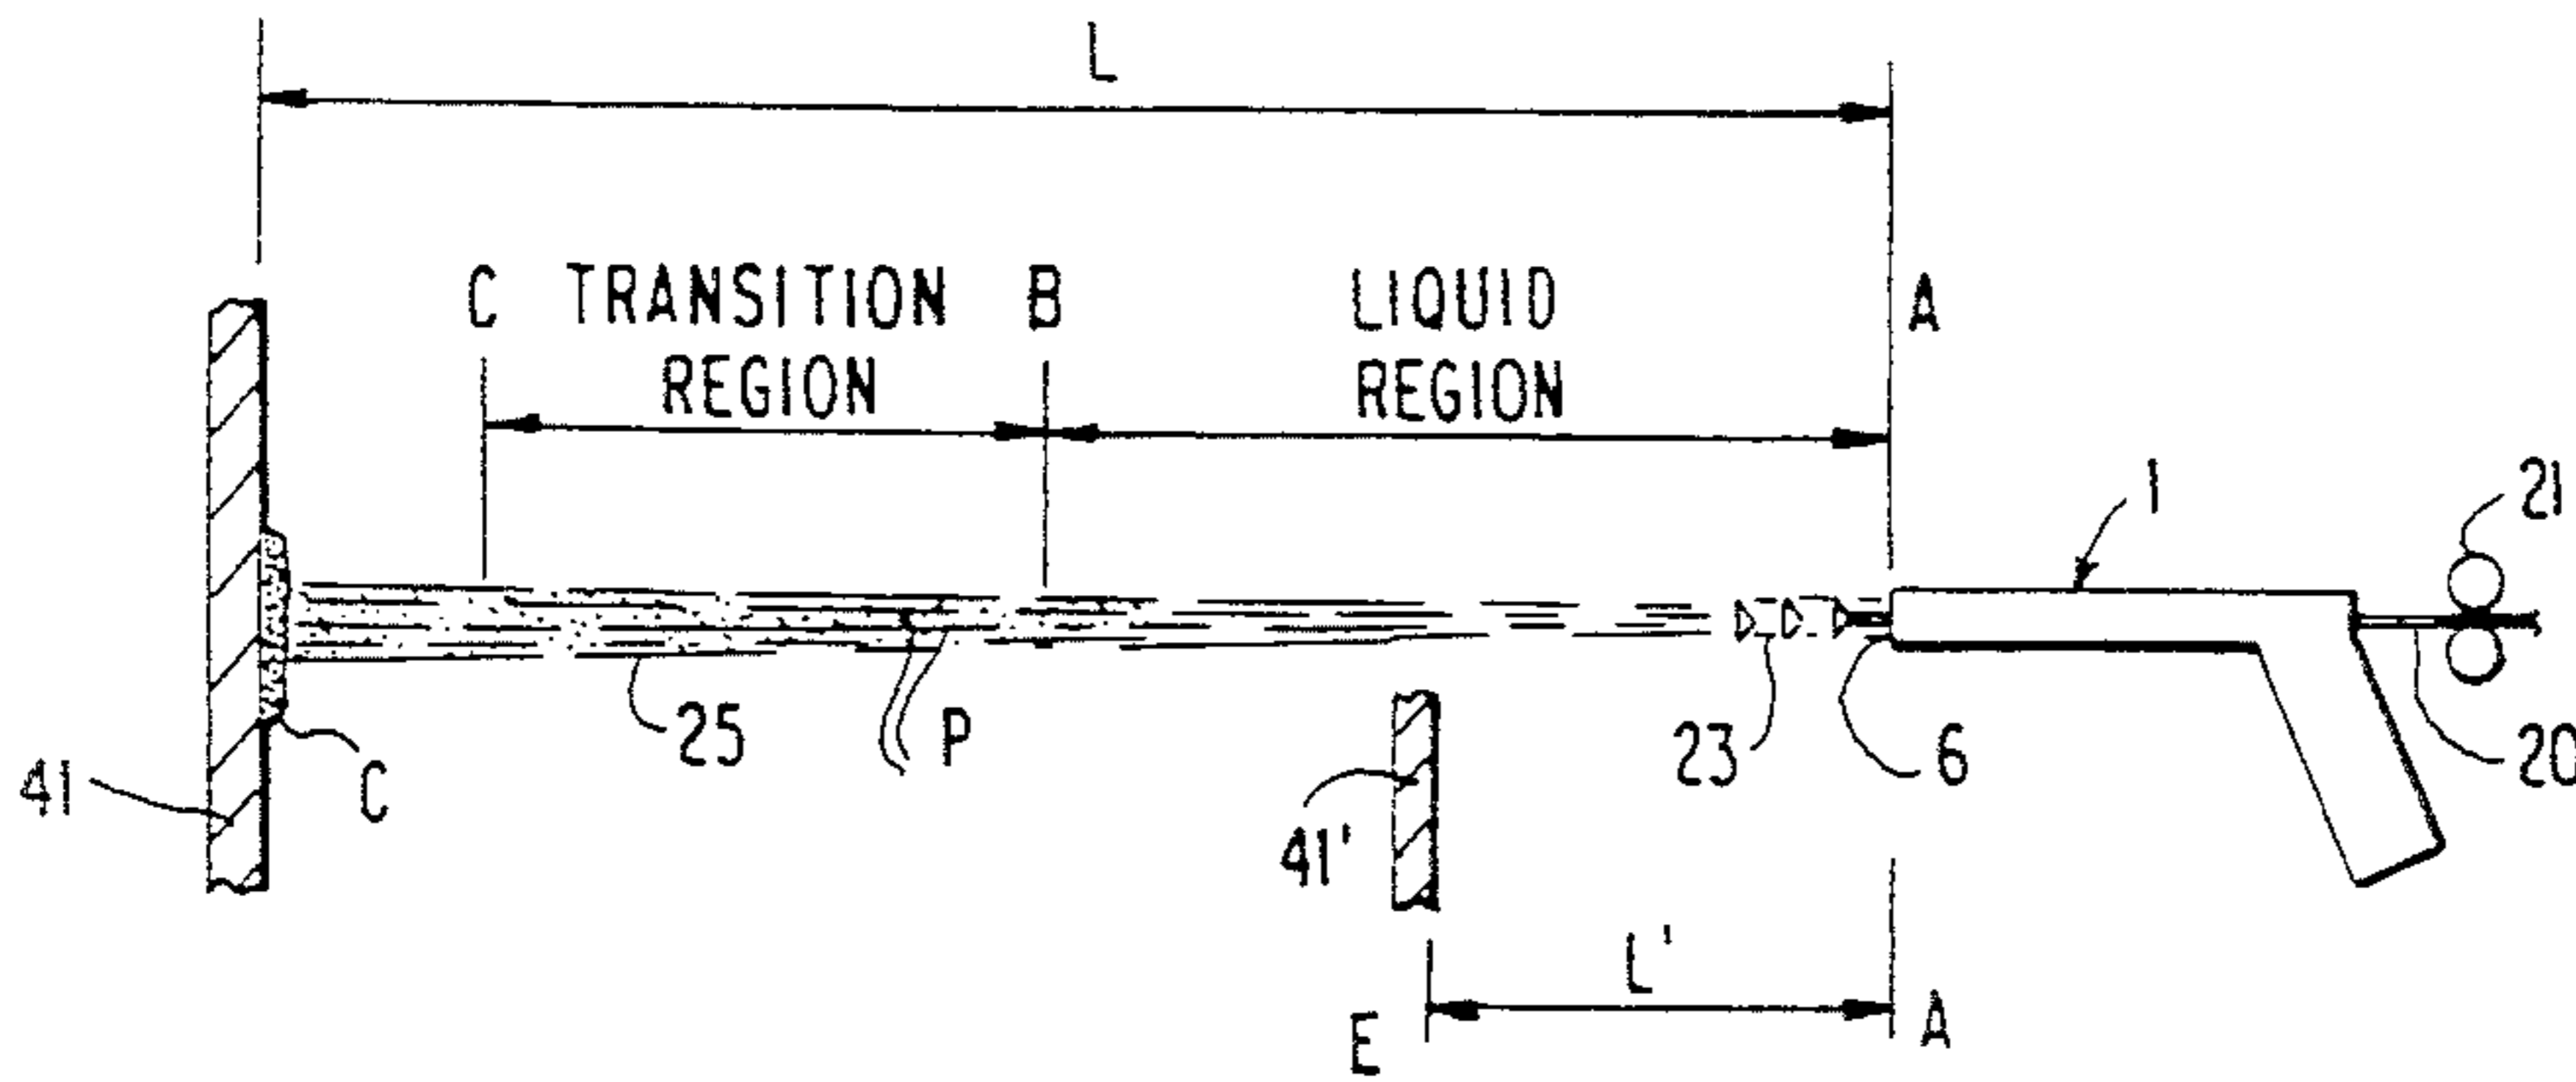 L
C TRANSITION B LIQUID A
REGION REGION
1
21
41
C
25
P
41'
23
6
20
L'
E
A